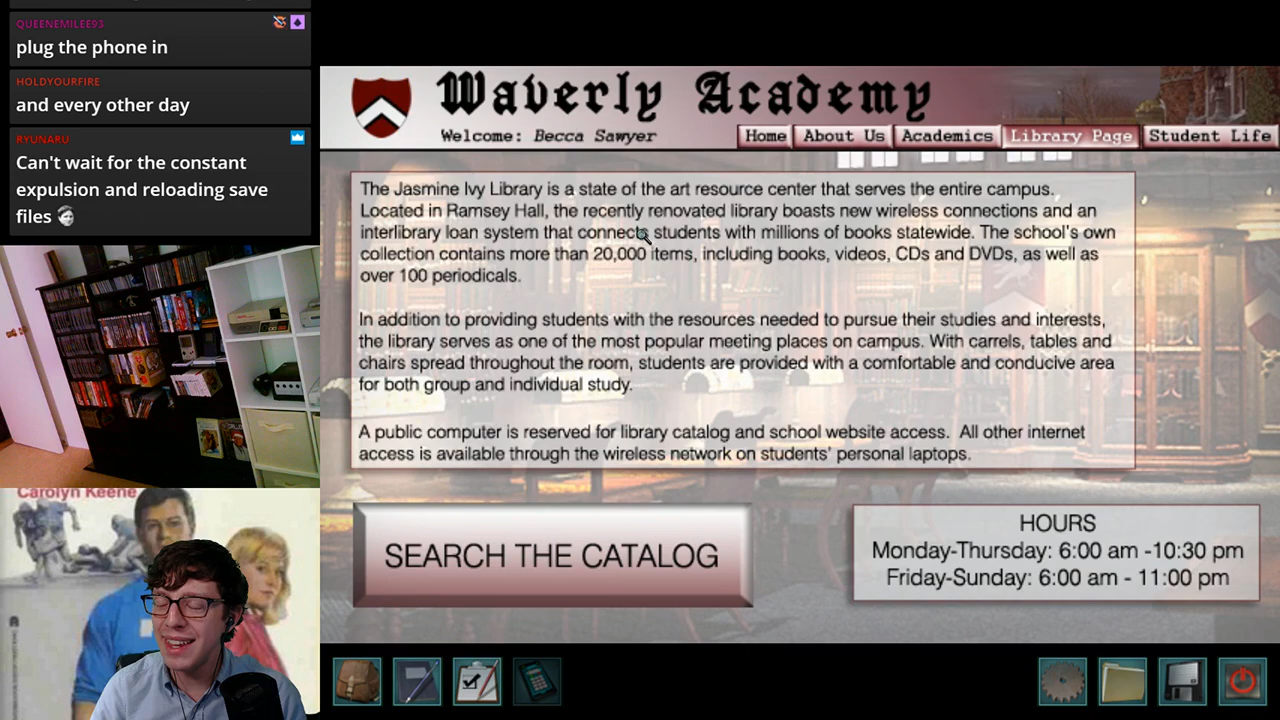 QUEENEMILEE93
plug the phone in
HOLDYOURFIRE
and every other day
RYUNARU
Can't wait for the constant
expulsion and reloading save
files
Waverly Academy
Welcome: Becca Sawyer
Home
About Us
Academics
Library Page
Student Life
The Jasmine Ivy Library is a state of the art resource center that serves the entire campus.
Located in Ramsey Hall, the recently renovated library boasts new wireless connections and an
interlibrary loan system that connects students with millions of books statewide. The school's own
collection contains more than 20,000 items, including books, videos, CDs and DVDs, as well as
over 100 periodicals.
In addition to providing students with the resources needed to pursue their studies and interests,
the library serves as one of the most popular meeting places on campus. With carrels, tables and
chairs spread throughout the room, students are provided with a comfortable and conducive area
for both group and individual study.
A public computer is reserved for library catalog and school website access. All other internet
access is available through the wireless network on students' personal laptops.
SEARCH THE CATALOG
HOURS
Monday-Thursday: 6:00 am -10:30 pm
Friday-Sunday: 6:00 am - 11:00 pm
Carolyn Keene